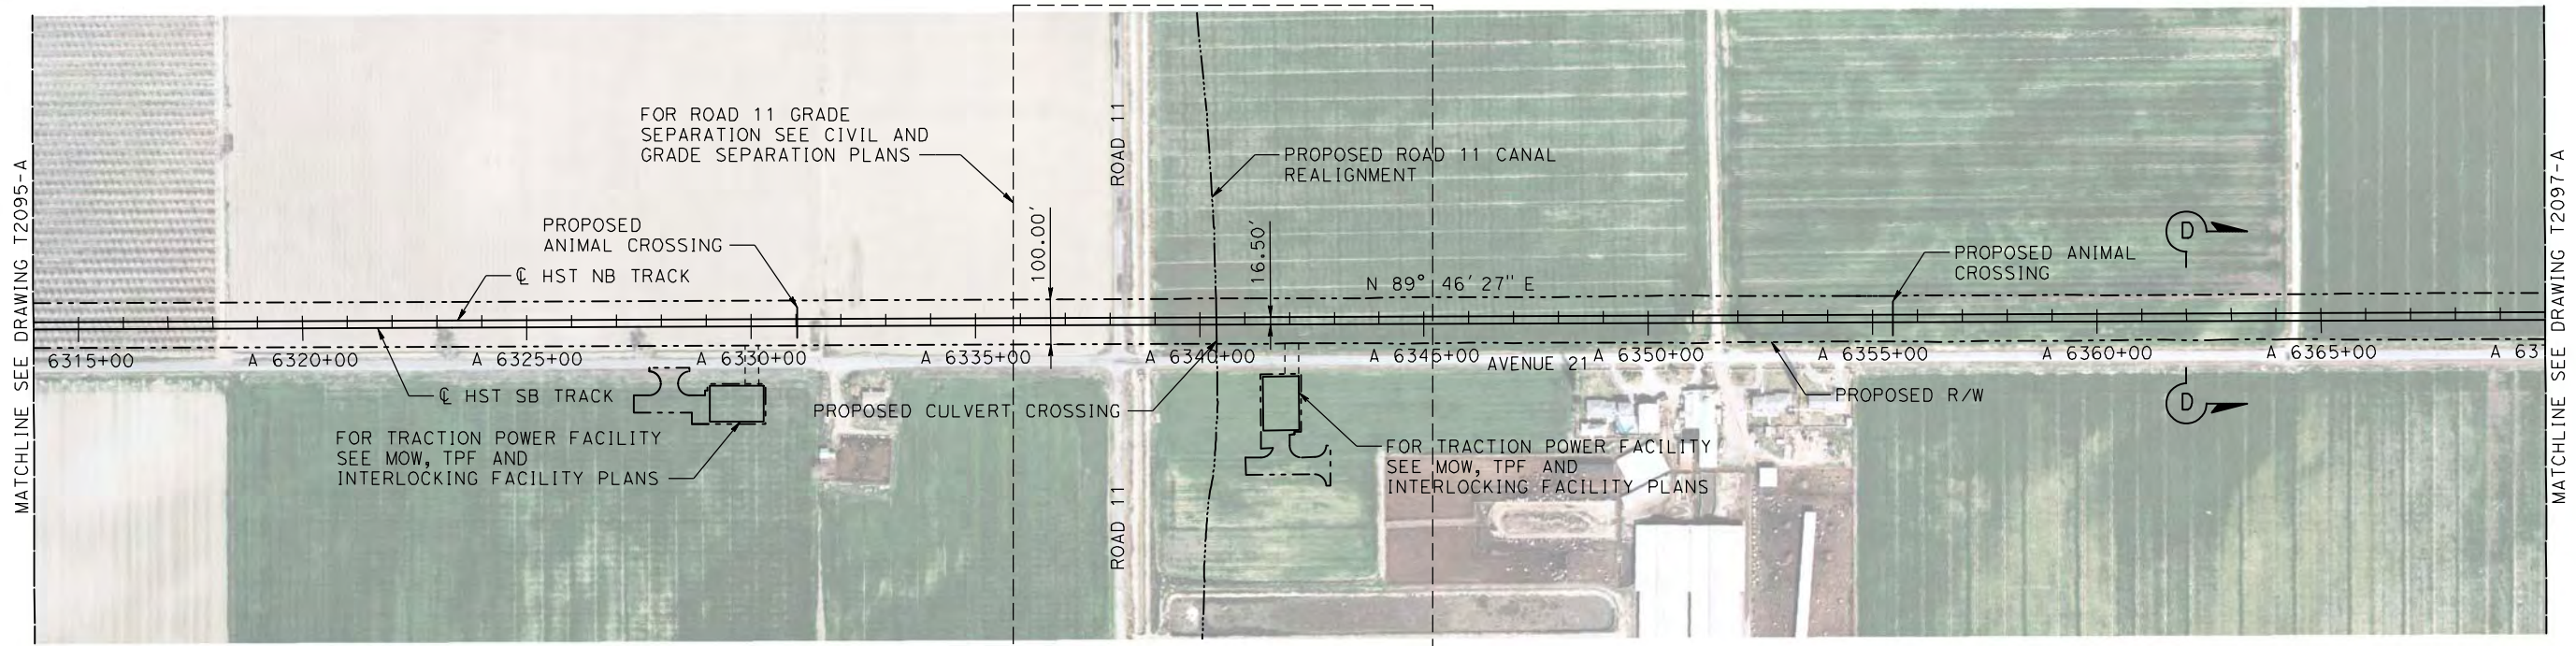 MATCHLINE SEE DRAWING T2095-A
FOR ROAD 11 GRADE
SEPARATION SEE CIVIL AND
GRADE SEPARATION PLANS
ROAD 11
PROPOSED ROAD 11 CANAL
REALIGNMENT
PROPOSED
ANIMAL CROSSING
℄ HST NB TRACK
100.00'
16.50'
N 89° 46' 27" E
PROPOSED ANIMAL
CROSSING
D
6315+00
A 6320+00
A 6325+00
A 6330+00
A 6335+00
A 6340+00
A 6345+00
A 6350+00
A 6355+00
A 6360+00
A 6365+00
A 637
AVENUE 21
℄ HST SB TRACK
PROPOSED CULVERT CROSSING
PROPOSED R/W
D
FOR TRACTION POWER FACILITY
SEE MOW, TPF AND
INTERLOCKING FACILITY PLANS
FOR TRACTION POWER FACILITY
SEE MOW, TPF AND
INTERLOCKING FACILITY PLANS
ROAD 11
MATCHLINE SEE DRAWING T2097-A